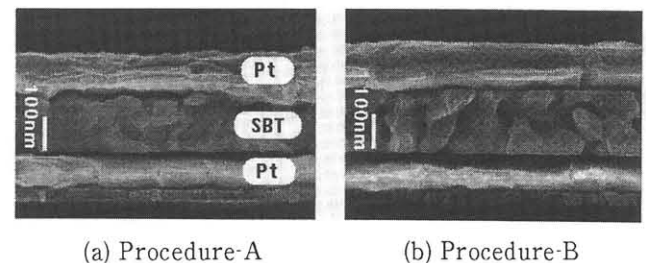 Pt
100nm
SBT
Pt
100nm
(a) Procedure-A
(b) Procedure-B